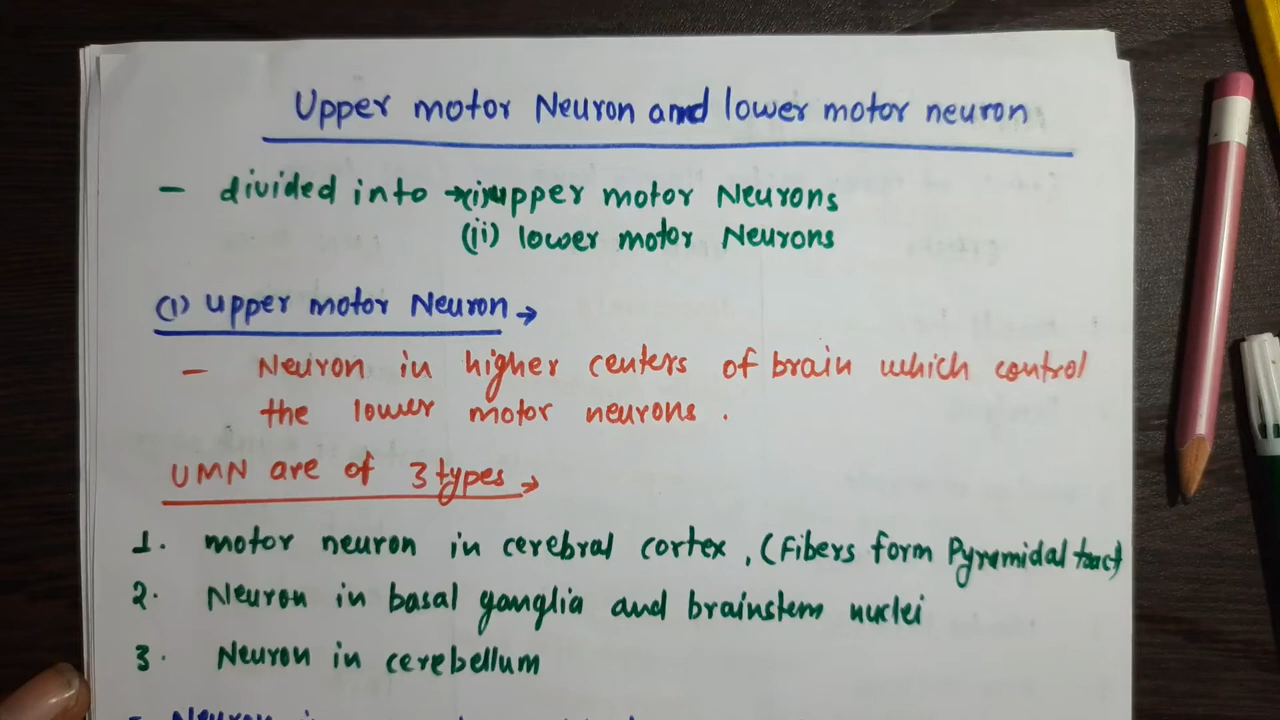 Upper motor Neuron and lower motor neuron
- divided into → (i) upper motor Neurons
(ii) lower motor Neurons
(1) upper motor Neuron →
- Neuron in higher centers of brain which control
the lower motor neurons .
UMN are of 3 types →
1. motor neuron in cerebral cortex , (Fibers form Pyramidal tract)
2. Neuron in basal ganglia and brainstem nuclei
3. Neuron in cerebellum